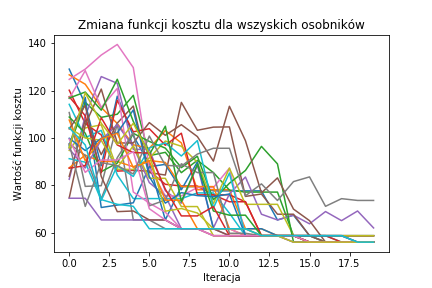 Zmiana funkcji kosztu dla wszyskich osobników
Wartość funkcji kosztu
140
120
100
80
60
0.0 2.5 5.0 7.5 10.0 12.5 15.0 17.5
Iteracja